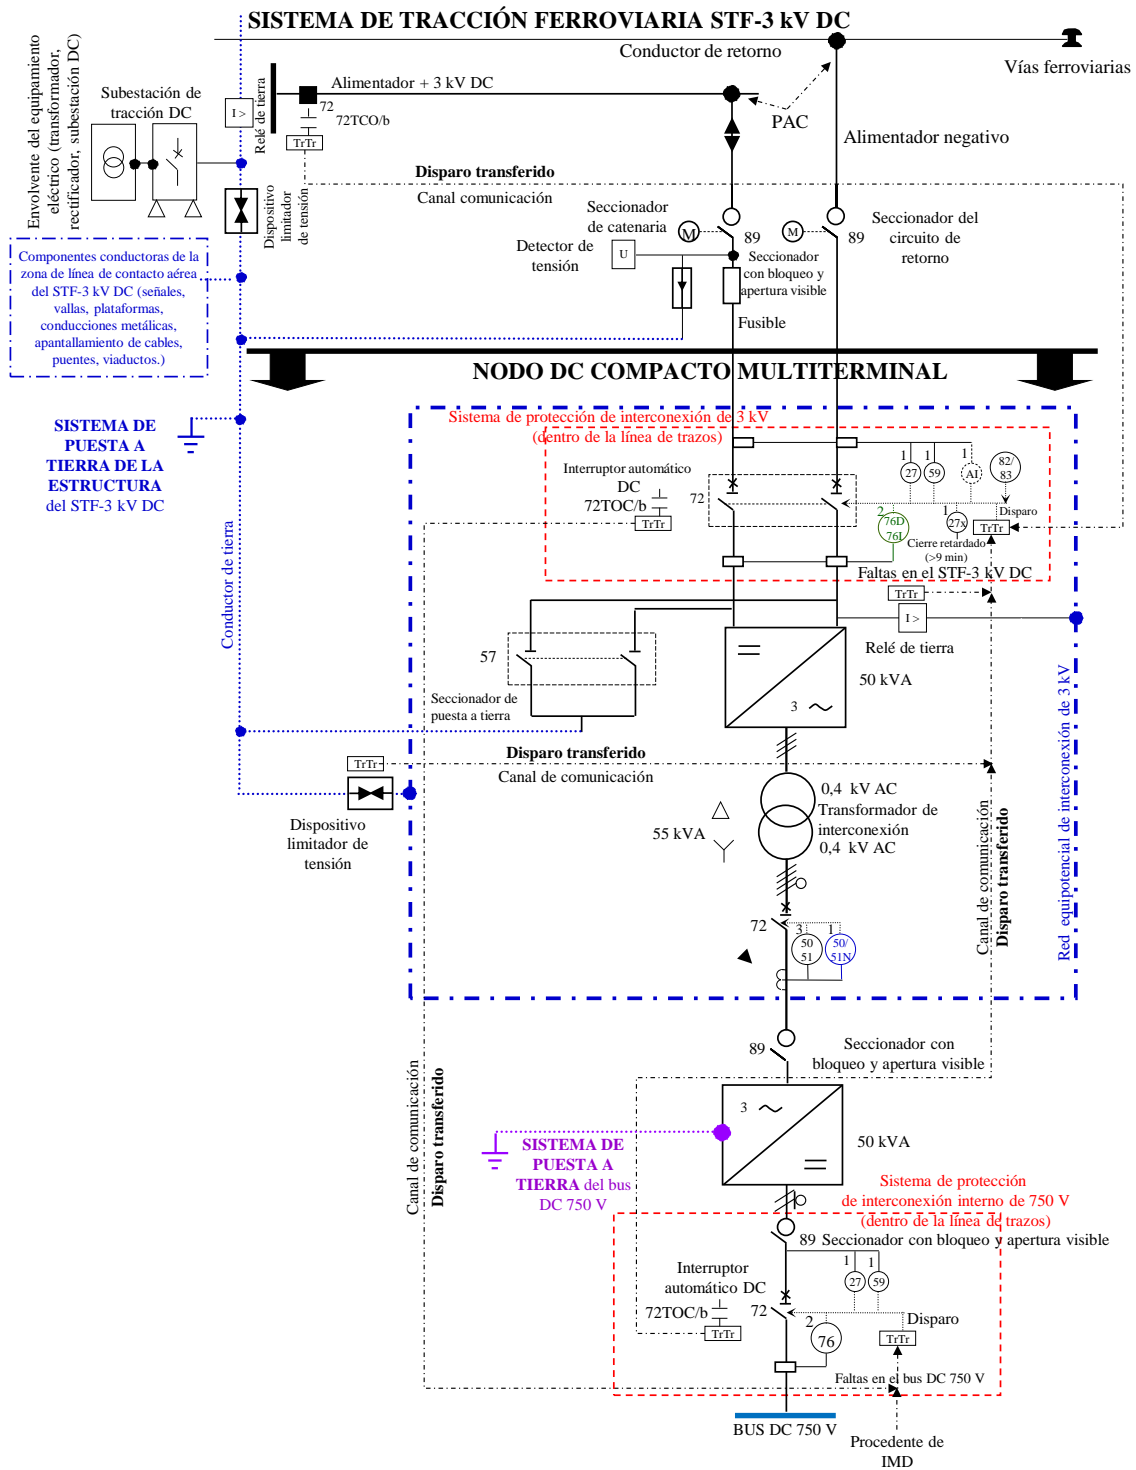 SISTEMA DE TRACCIÓN FERROVIARIA STF-3 kV DC
Conductor de retorno
Vías ferroviarias
Envolvente del equipamiento
eléctrico (transformador,
rectificador, subestación DC)
Subestación de
tracción DC
I >
Relé de tierra
Alimentador + 3 kV DC
72
72TCO/b
TrTr
PAC
Alimentador negativo
Disparo transferido
Canal comunicación
Dispositivo
limitador
de tensión
Seccionador
de catenaria
M
89
M
89
Seccionador del
circuito de
retorno
Detector de
tensión
U
Seccionador
con bloqueo y
apertura visible
Fusible
Componentes conductoras de la
zona de línea de contacto aérea
del STF-3 kV DC (señales,
vallas, plataformas,
conducciones metálicas,
apantallamiento de cables,
puentes, viaductos.)
NODO DC COMPACTO MULTITERMINAL
SISTEMA DE
PUESTA A
TIERRA DE LA
ESTRUCTURA
del STF-3 kV DC
Sistema de protección de interconexión de 3 kV
(dentro de la línea de trazos)
Interruptor automático
DC
72TOC/b
TrTr
72
1
27
1
59
1
AI
82/
83
2
76D
76I
1
27x
Disparo
TrTr
Cierre retardado
(>9 min)
Faltas en el STF-3 kV DC
TrTr
I >
Relé de tierra
Conductor de tierra
57
Seccionador de
puesta a tierra
3
50 kVA
Disparo transferido
Canal de comunicación
TrTr
Dispositivo
limitador de
tensión
0,4 kV AC
Transformador de
interconexión
0,4 kV AC
55 kVA
Canal de comunicación
Disparo transferido
Red equipotencial de interconexión de 3 kV
72
3
50
51
1
50/
51N
89
Seccionador con
bloqueo y apertura visible
Canal de comunicación
Disparo transferido
3
50 kVA
SISTEMA DE
PUESTA A
TIERRA del bus
DC 750 V
Sistema de protección
de interconexión interno de 750 V
(dentro de la línea de trazos)
89 Seccionador con bloqueo y apertura visible
Interruptor
automático DC
72TOC/b
TrTr
72
1
27
1
59
2
76
Disparo
TrTr
Faltas en el bus DC 750 V
BUS DC 750 V
Procedente de
IMD